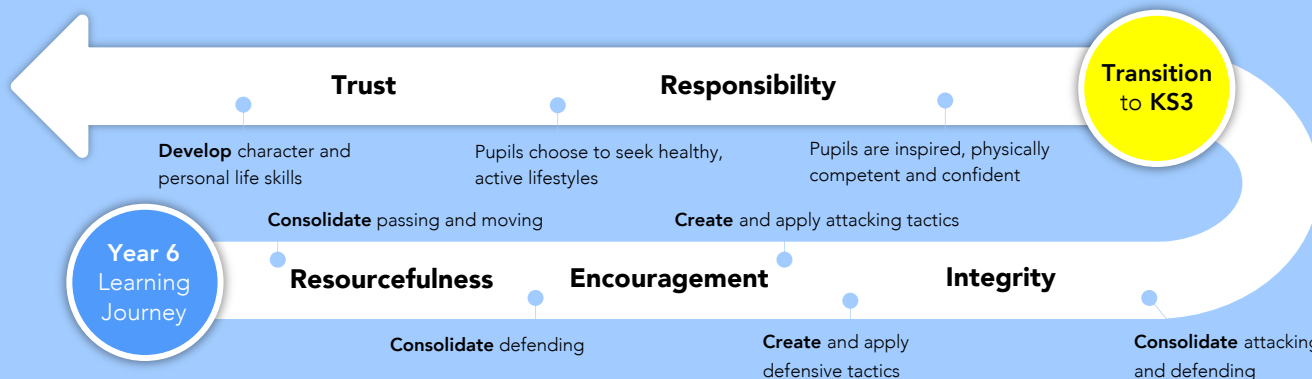 Trust
Responsibility
Transition
to KS3
Develop character and
personal life skills
Pupils choose to seek healthy,
active lifestyles
Pupils are inspired, physically
competent and confident
Consolidate passing and moving
Create and apply attacking tactics
Year 6
Learning
Journey
Resourcefulness
Encouragement
Integrity
Consolidate defending
Create and apply
defensive tactics
Consolidate attacking
and defending